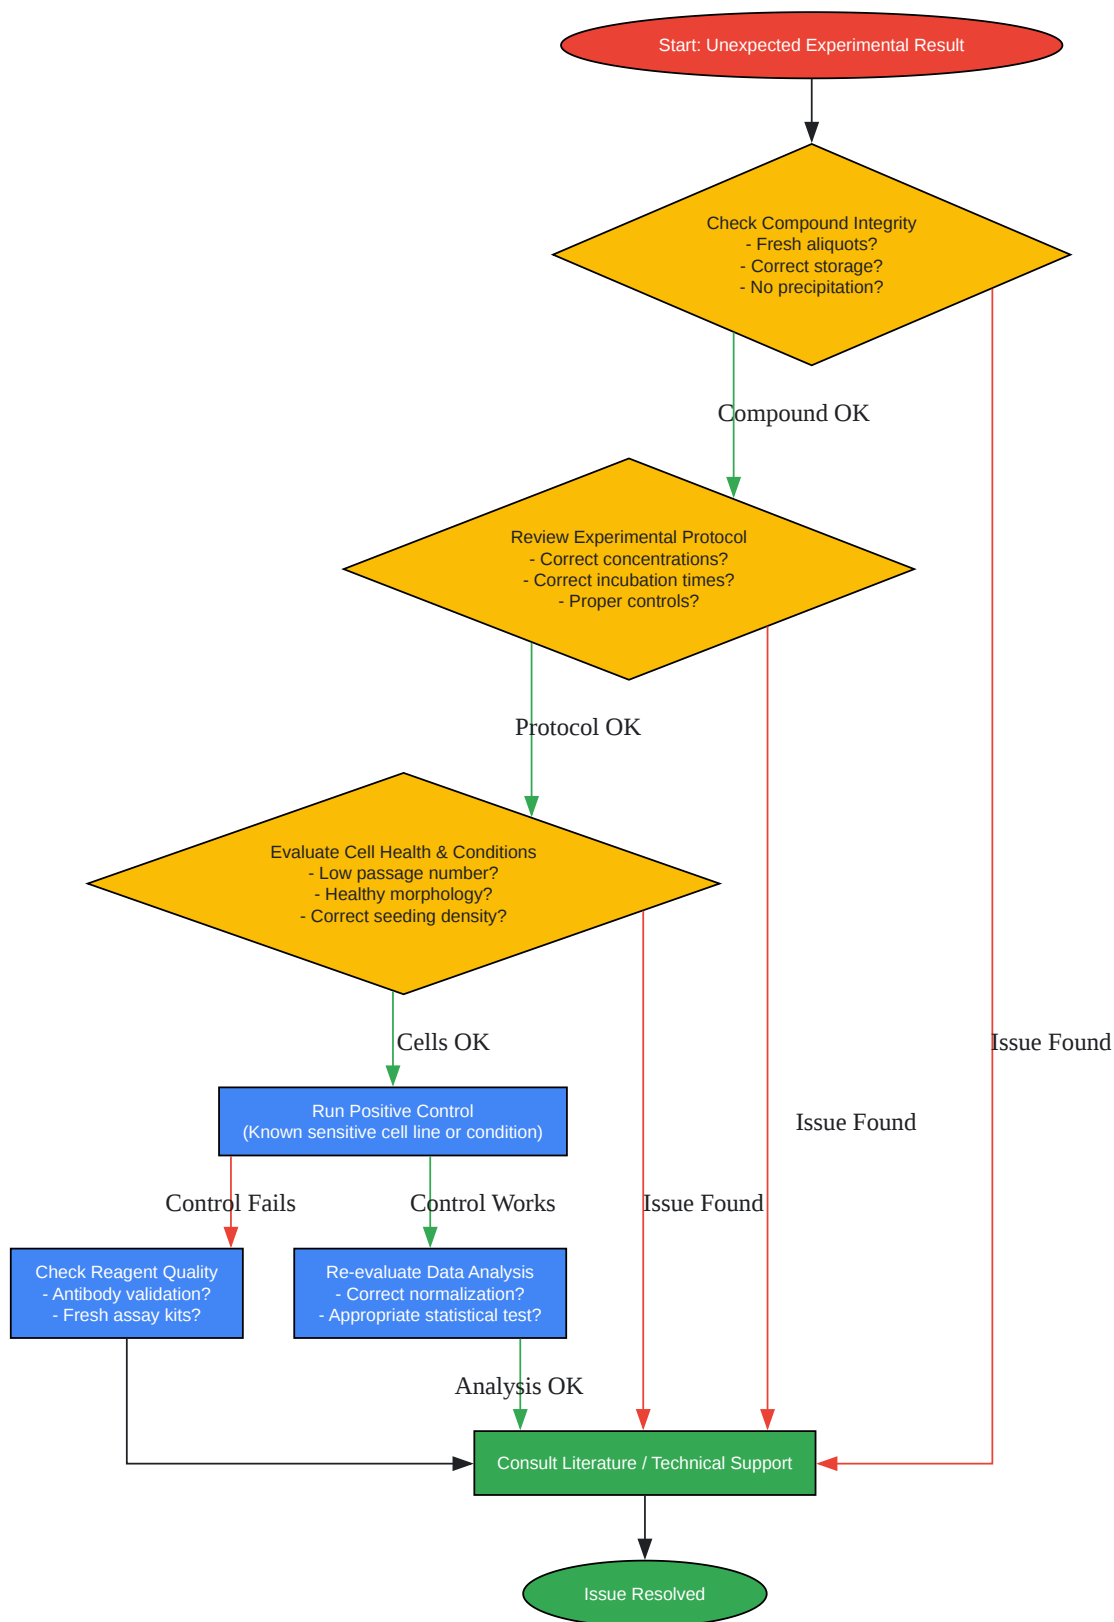 Start: Unexpected Experimental Result
Check Compound Integrity
- Fresh aliquots?
- Correct storage?
- No precipitation?
Compound OK
Review Experimental Protocol
- Correct concentrations?
- Correct incubation times?
- Proper controls?
Protocol OK
Evaluate Cell Health & Conditions
- Low passage number?
- Healthy morphology?
- Correct seeding density?
Cells OK
Issue Found
Run Positive Control
(Known sensitive cell line or condition)
Issue Found
Control Fails
Control Works
Issue Found
Check Reagent Quality
- Antibody validation?
- Fresh assay kits?
Re-evaluate Data Analysis
- Correct normalization?
- Appropriate statistical test?
Analysis OK
Consult Literature / Technical Support
Issue Resolved